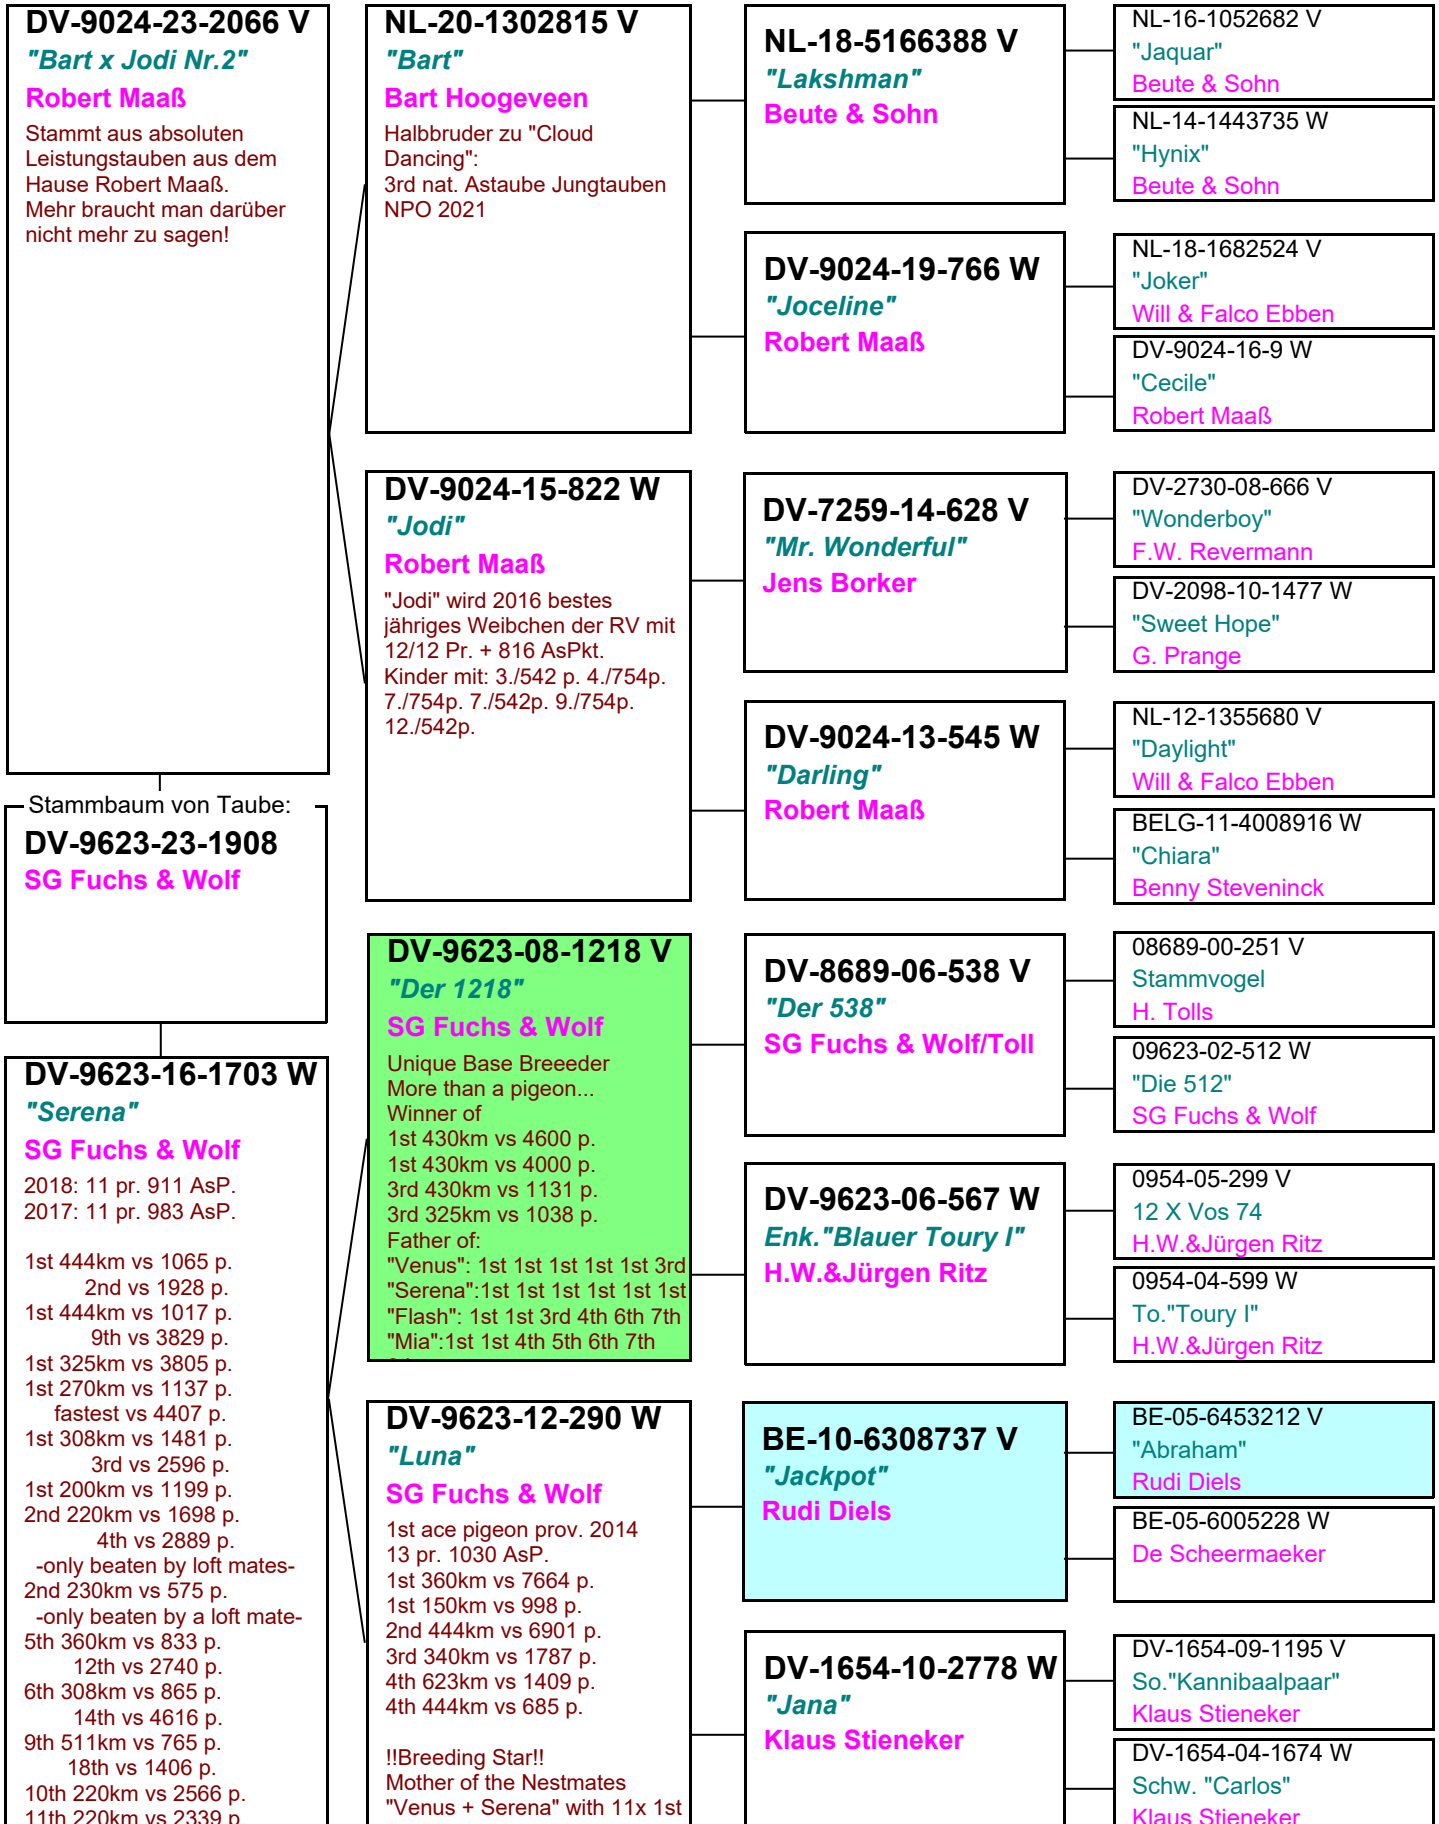 DV-9024-23-2066 V
"Bart x Jodi Nr.2"
Robert Maaß
Stammt aus absoluten
Leistungstauben aus dem
Hause Robert Maaß.
Mehr braucht man darüber
nicht mehr zu sagen!
Stammbaum von Taube:
DV-9623-23-1908
SG Fuchs & Wolf
DV-9623-16-1703 W
"Serena"
SG Fuchs & Wolf
2018: 11 pr. 911 AsP.
2017: 11 pr. 983 AsP.
1st 444km vs 1065 p.
2nd vs 1928 p.
1st 444km vs 1017 p.
9th vs 3829 p.
1st 325km vs 3805 p.
1st 270km vs 1137 p.
fastest vs 4407 p.
1st 308km vs 1481 p.
3rd vs 2596 p.
1st 200km vs 1199 p.
2nd 220km vs 1698 p.
4th vs 2889 p.
-only beaten by loft mates-
2nd 230km vs 575 p.
-only beaten by a loft mate-
5th 360km vs 833 p.
12th vs 2740 p.
6th 308km vs 865 p.
14th vs 4616 p.
9th 511km vs 765 p.
18th vs 1406 p.
10th 220km vs 2566 p.
11th 220km vs 2339 p.
NL-20-1302815 V
"Bart"
Bart Hoogeveen
Halbbruder zu "Cloud
Dancing":
3rd nat. Astaube Jungtauben
NPO 2021
DV-9024-15-822 W
"Jodi"
Robert Maaß
"Jodi" wird 2016 bestes
jähriges Weibchen der RV mit
12/12 Pr. + 816 AsPkt.
Kinder mit: 3./542 p. 4./754p.
7./754p. 7./542p. 9./754p.
12./542p.
DV-9623-08-1218 V
"Der 1218"
SG Fuchs & Wolf
Unique Base Breeeder
More than a pigeon...
Winner of
1st 430km vs 4600 p.
1st 430km vs 4000 p.
3rd 430km vs 1131 p.
3rd 325km vs 1038 p.
Father of:
"Venus": 1st 1st 1st 1st 1st 3rd
"Serena":1st 1st 1st 1st 1st 1st
"Flash": 1st 1st 3rd 4th 6th 7th
"Mia":1st 1st 4th 5th 6th 7th
DV-9623-12-290 W
"Luna"
SG Fuchs & Wolf
1st ace pigeon prov. 2014
13 pr. 1030 AsP.
1st 360km vs 7664 p.
1st 150km vs 998 p.
2nd 444km vs 6901 p.
3rd 340km vs 1787 p.
4th 623km vs 1409 p.
4th 444km vs 685 p.
!!Breeding Star!!
Mother of the Nestmates
"Venus + Serena" with 11x 1st
NL-18-5166388 V
"Lakshman"
Beute & Sohn
DV-9024-19-766 W
"Joceline"
Robert Maaß
DV-7259-14-628 V
"Mr. Wonderful"
Jens Borker
DV-9024-13-545 W
"Darling"
Robert Maaß
DV-8689-06-538 V
"Der 538"
SG Fuchs & Wolf/Toll
DV-9623-06-567 W
Enk."Blauer Toury I"
H.W.&Jürgen Ritz
BE-10-6308737 V
"Jackpot"
Rudi Diels
DV-1654-10-2778 W
"Jana"
Klaus Stieneker
NL-16-1052682 V
"Jaquar"
Beute & Sohn
NL-14-1443735 W
"Hynix"
Beute & Sohn
NL-18-1682524 V
"Joker"
Will & Falco Ebben
DV-9024-16-9 W
"Cecile"
Robert Maaß
DV-2730-08-666 V
"Wonderboy"
F.W. Revermann
DV-2098-10-1477 W
"Sweet Hope"
G. Prange
NL-12-1355680 V
"Daylight"
Will & Falco Ebben
BELG-11-4008916 W
"Chiara"
Benny Steveninck
08689-00-251 V
Stammvogel
H. Tolls
09623-02-512 W
"Die 512"
SG Fuchs & Wolf
0954-05-299 V
12 X Vos 74
H.W.&Jürgen Ritz
0954-04-599 W
To."Toury I"
H.W.&Jürgen Ritz
BE-05-6453212 V
"Abraham"
Rudi Diels
BE-05-6005228 W
De Scheermaeker
DV-1654-09-1195 V
So."Kannibaalpaar"
Klaus Stieneker
DV-1654-04-1674 W
Schw. "Carlos"
Klaus Stieneker